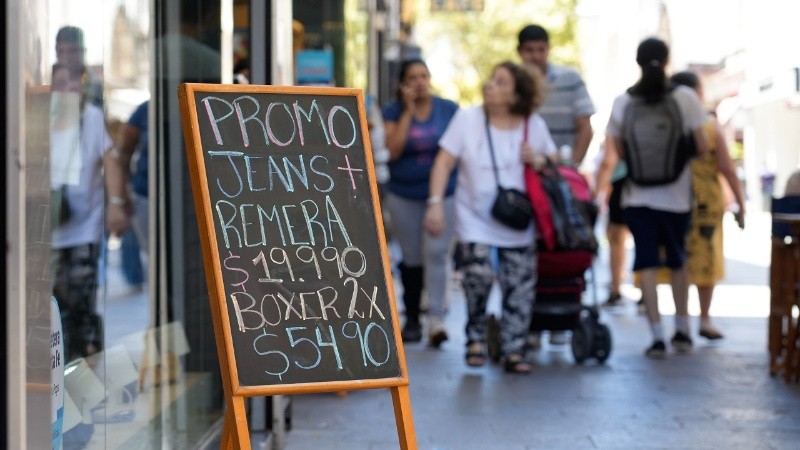 PROMO
JEANS +
REMERA
$19.990
BOXER 2X
$5490